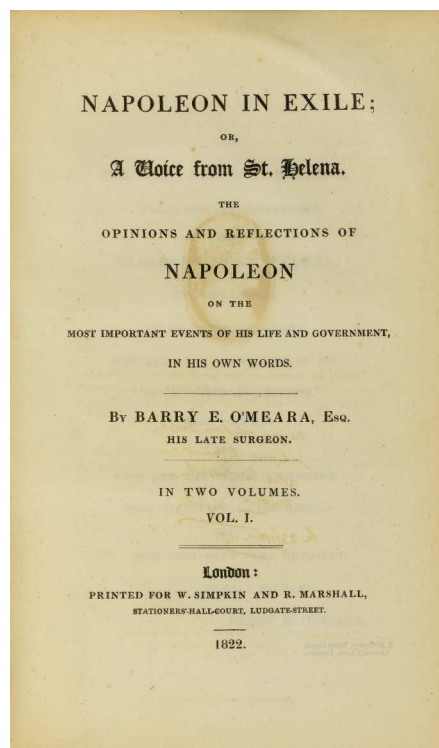 NAPOLEON IN EXILE;
OR,
A Voice from St. Helena.
THE
OPINIONS AND REFLECTIONS OF
NAPOLEON
ON THE
MOST IMPORTANT EVENTS OF HIS LIFE AND GOVERNMENT,
IN HIS OWN WORDS.
By BARRY E. O'MEARA, Esq.
HIS LATE SURGEON.
IN TWO VOLUMES.
VOL. I.
London:
PRINTED FOR W. SIMPKIN AND R. MARSHALL,
STATIONERS'-HALL-COURT, LUDGATE-STREET.
1822.